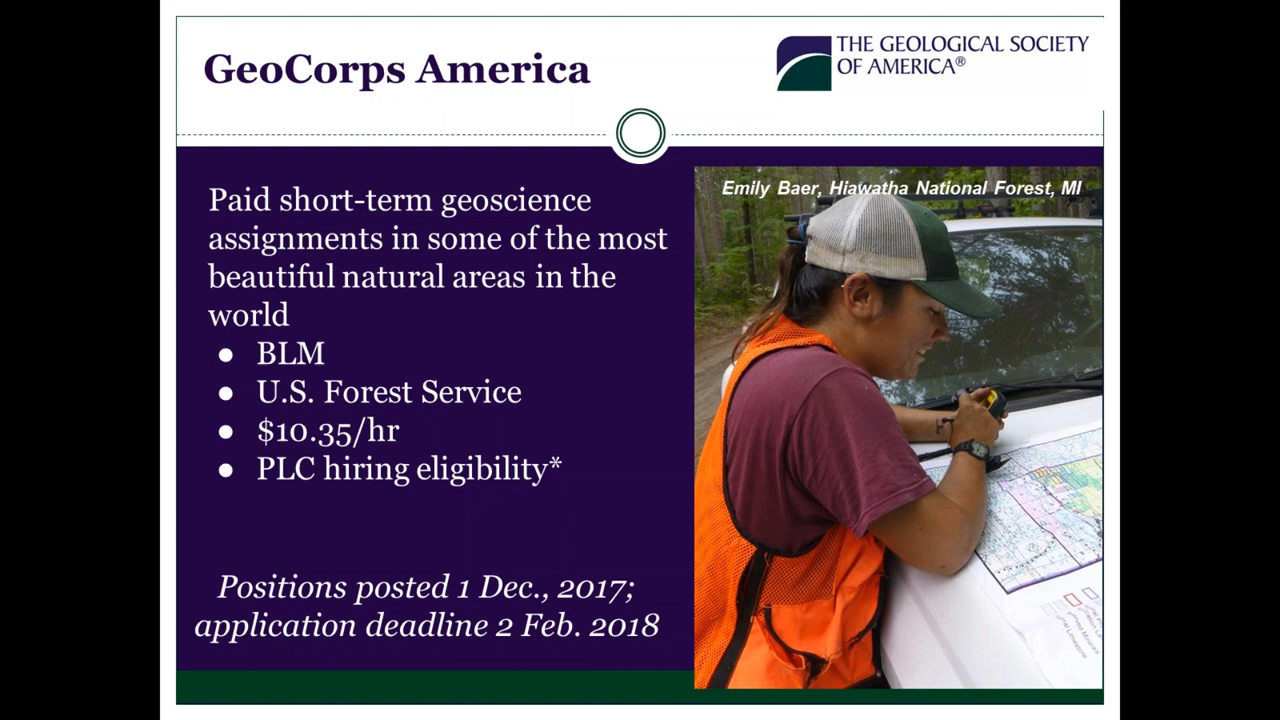 GeoCorps America
THE GEOLOGICAL SOCIETY
OF AMERICA®
Paid short-term geoscience
assignments in some of the most
beautiful natural areas in the
world
● BLM
● U.S. Forest Service
● $10.35/hr
● PLC hiring eligibility*
Positions posted 1 Dec., 2017;
application deadline 2 Feb. 2018
Emily Baer, Hiawatha National Forest, MI